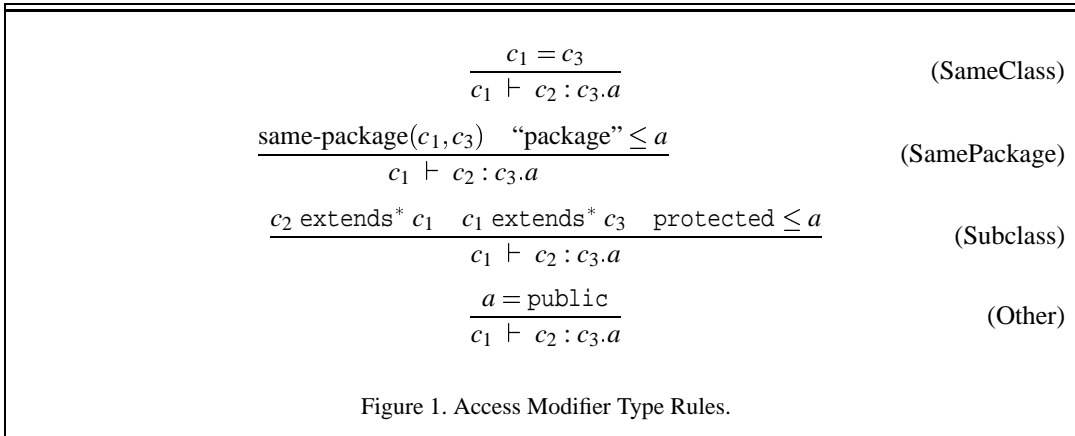 c1 = c3
c1 ⊢ c2 : c3.a (SameClass)
same-package(c1, c3) “package” ≤ a
c1 ⊢ c2 : c3.a (SamePackage)
c2 extends* c1 c1 extends* c3 protected ≤ a
c1 ⊢ c2 : c3.a (Subclass)
a = public
c1 ⊢ c2 : c3.a (Other)
Figure 1. Access Modifier Type Rules.